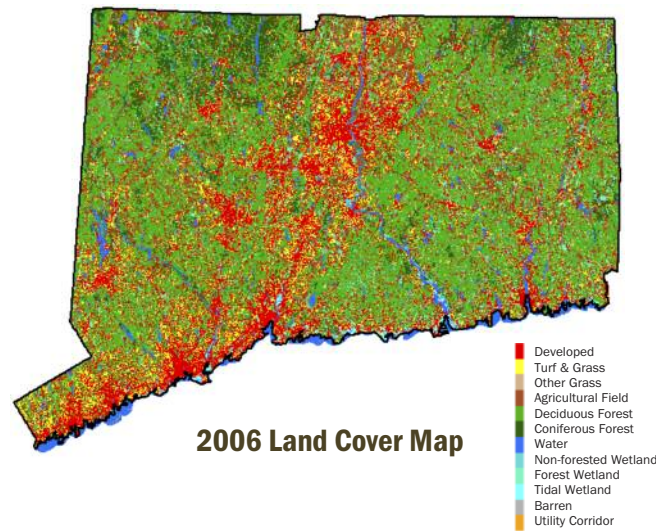 2006 Land Cover Map
Developed
Turf & Grass
Other Grass
Agricultural Field
Deciduous Forest
Coniferous Forest
Water
Non-forested Wetland
Forest Wetland
Tidal Wetland
Barren
Utility Corridor